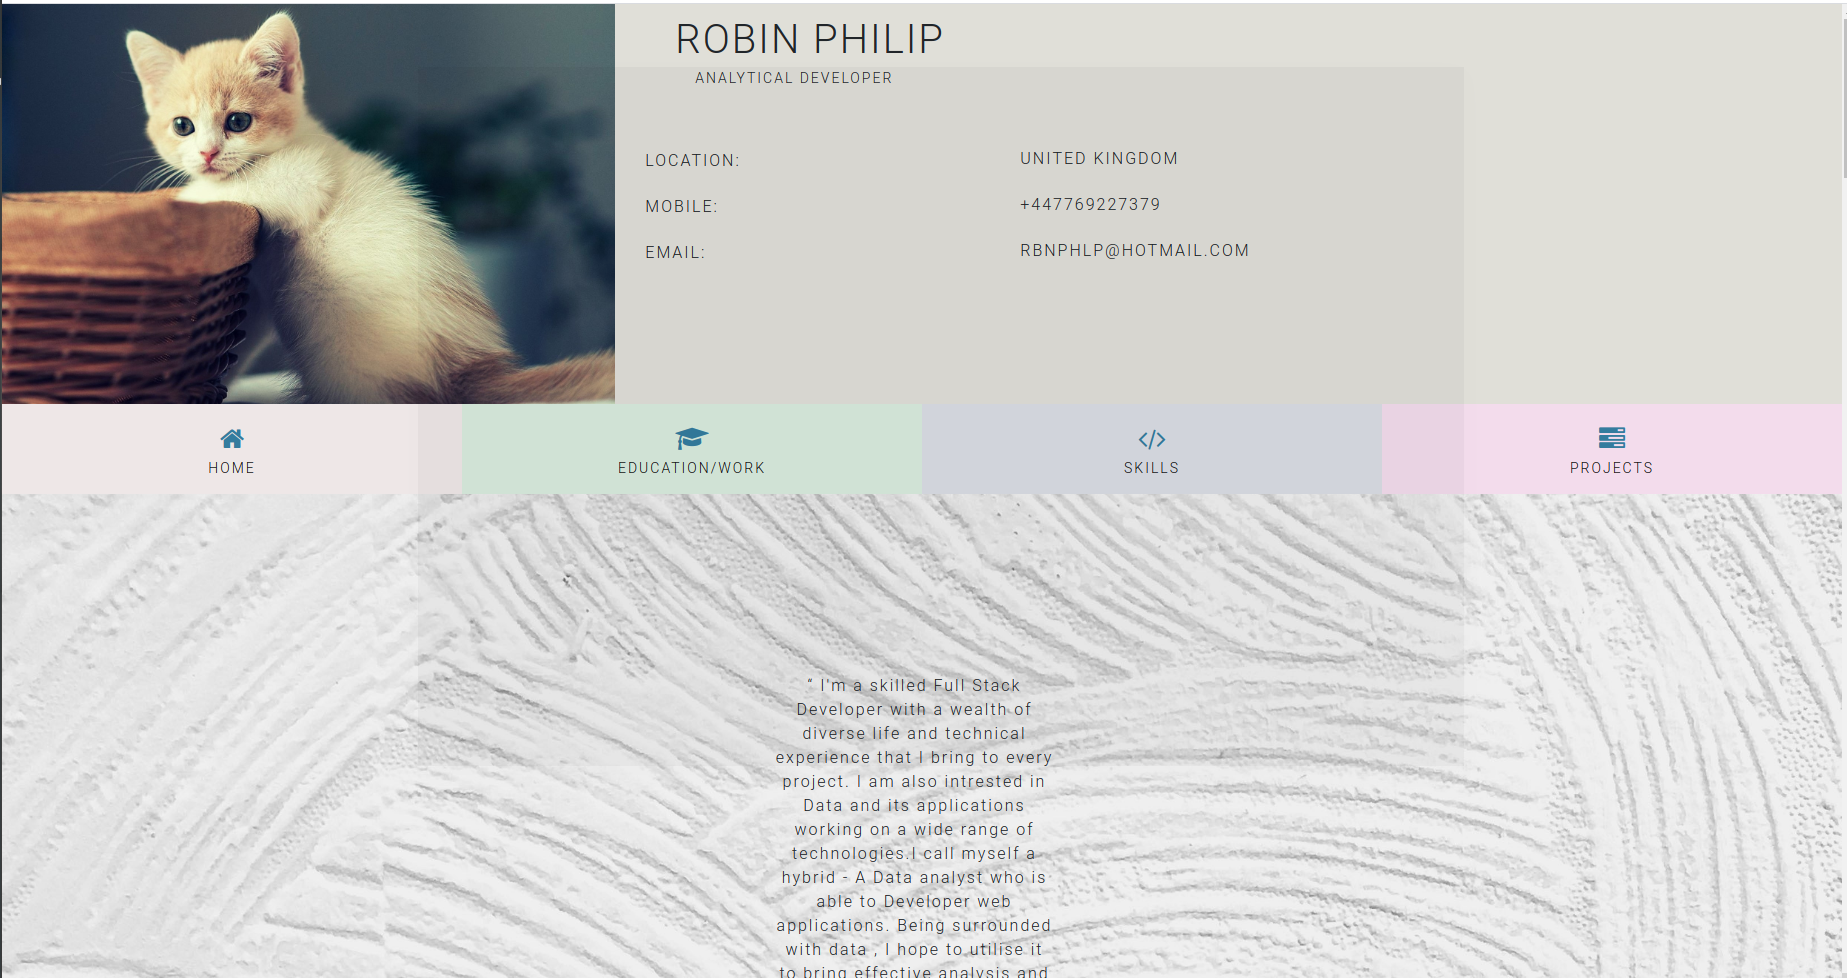 ROBIN PHILIP
ANALYTICAL DEVELOPER
LOCATION: UNITED KINGDOM
MOBILE: +447769227379
EMAIL: RBNPHLP@HOTMAIL.COM
HOME EDUCATION/WORK SKILLS PROJECTS
“ I'm a skilled Full Stack
Developer with a wealth of
diverse life and technical
experience that I bring to every
project. I am also intrested in
Data and its applications
working on a wide range of
technologies.I call myself a
hybrid - A Data analyst who is
able to Developer web
applications. Being surrounded
with data , I hope to utilise it
to bring effective analysis and